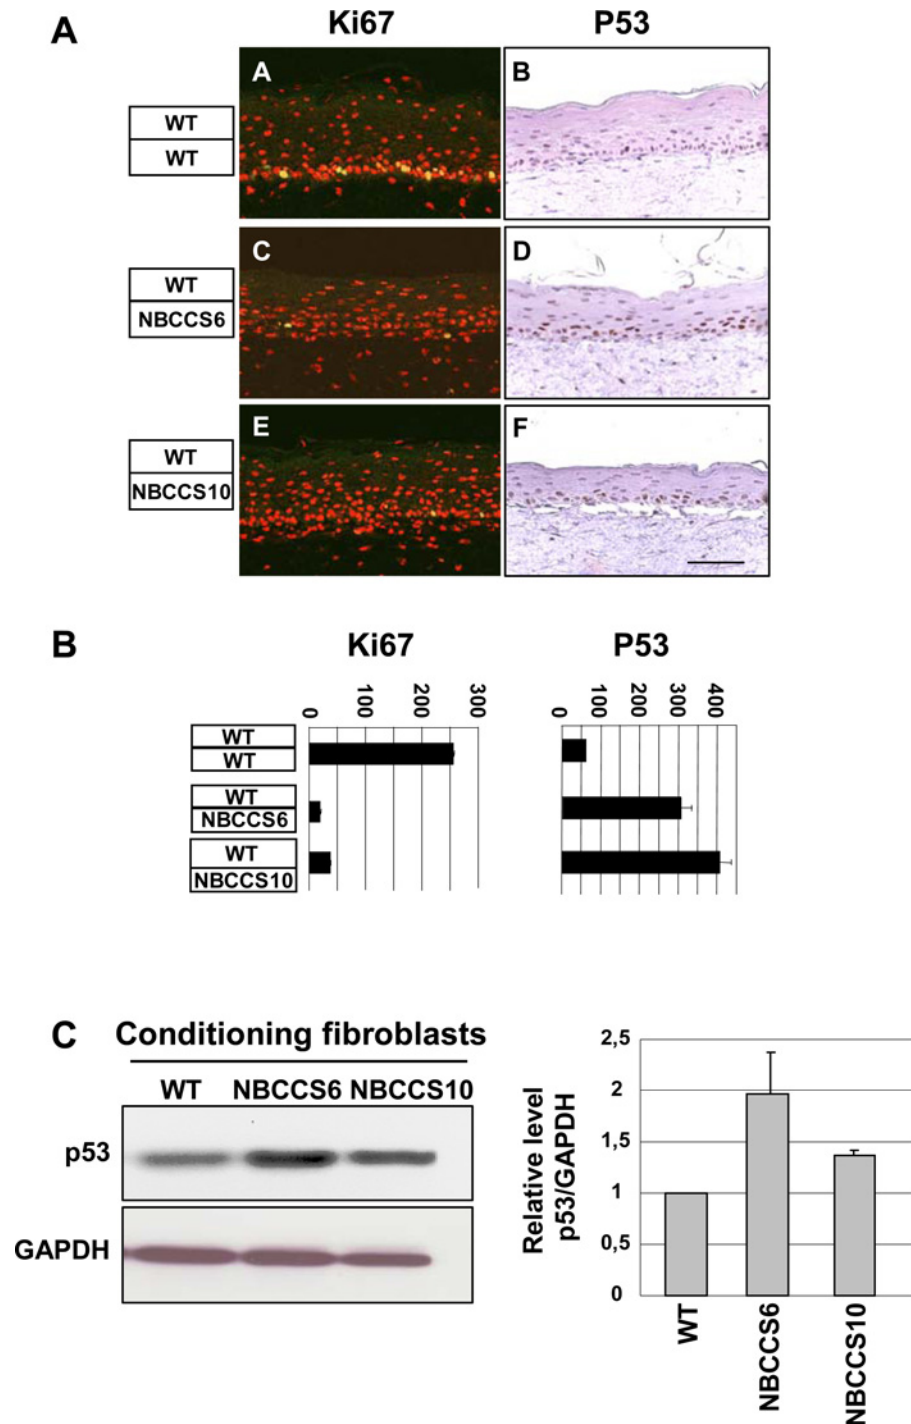 A
Ki67
P53
WT
WT
A
B
WT
NBCCS6
C
D
WT
NBCCS10
E
F
B
Ki67
P53
0 100 200 300
0 100 200 300 400
WT
WT
WT
NBCCS6
WT
NBCCS10
C
Conditioning fibroblasts
WT NBCCS6 NBCCS10
p53
GAPDH
Relative level
p53/GAPDH
2,5
2
1,5
1
0,5
0
WT
NBCCS6
NBCCS10